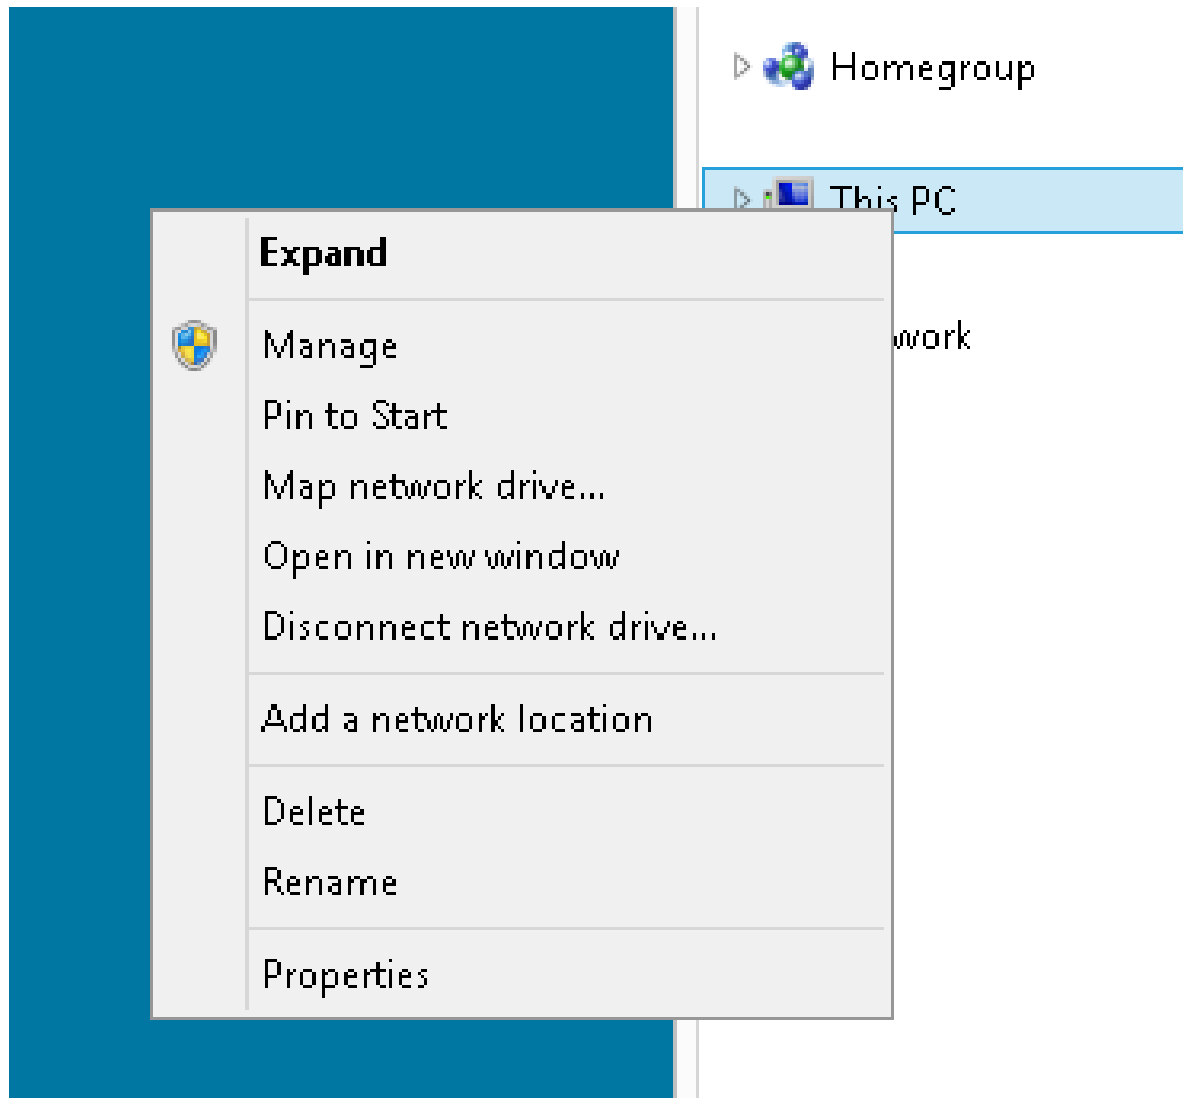 Homegroup
This PC
Expand
Manage
work
Pin to Start
Map network drive...
Open in new window
Disconnect network drive...
Add a network location
Delete
Rename
Properties